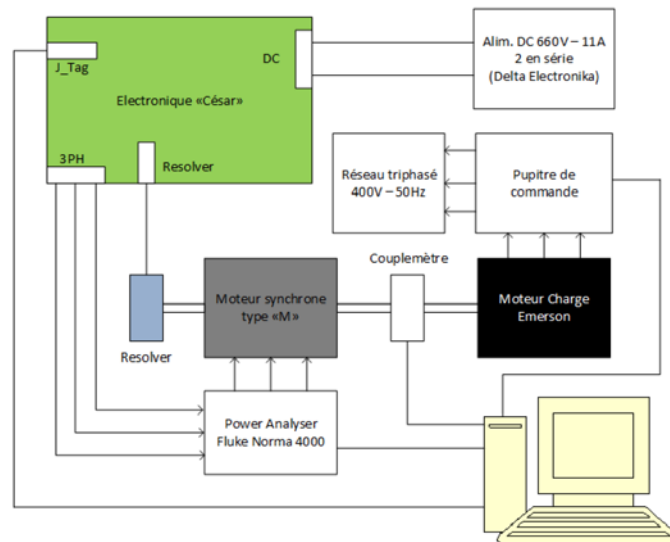 J_Tag
DC
Electronique «César»
3PH
Resolver
Alim. DC 660V – 11A
2 en série
(Delta Electronika)
Réseau triphasé
400V – 50Hz
Pupitre de
commande
Couplemètre
Moteur synchrone
type «M»
Moteur Charge
Emerson
Resolver
Power Analyser
Fluke Norma 4000